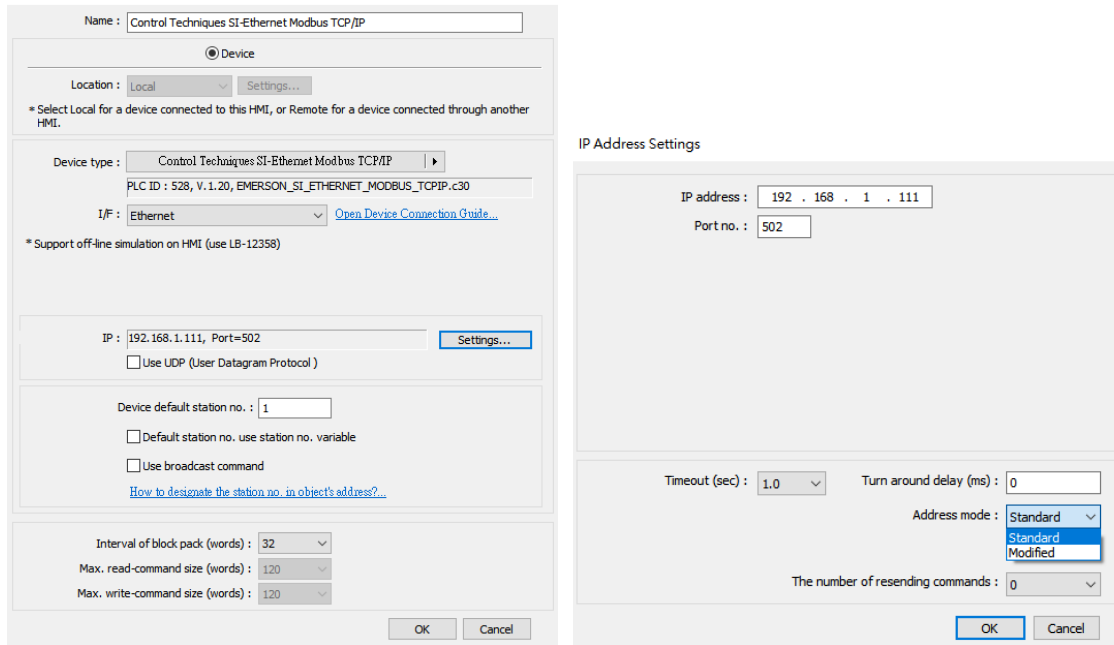 Name : Control Techniques SI-Ethernet Modbus TCP/IP
Device
Location : Local Settings...
* Select Local for a device connected to this HMI, or Remote for a device connected through another
HMI.
Device type : Control Techniques SI-Ethernet Modbus TCP/IP
PLC ID : 528, V.1.20, EMERSON_SI_ETHERNET_MODBUS_TCPIP.c30
I/F : Ethernet Open Device Connection Guide...
* Support off-line simulation on HMI (use LB-12358)
IP : 192.168.1.111, Port=502 Settings...
Use UDP (User Datagram Protocol )
Device default station no. : 1
Default station no. use station no. variable
Use broadcast command
How to designate the station no. in object's address?...
Interval of block pack (words) : 32
Max. read-command size (words) : 120
Max. write-command size (words) : 120
OK Cancel
IP Address Settings
IP address : 192 . 168 . 1 . 111
Port no. : 502
Timeout (sec) : 1.0 Turn around delay (ms) : 0
Address mode : Standard
Standard
Modified
The number of resending commands : 0
OK Cancel